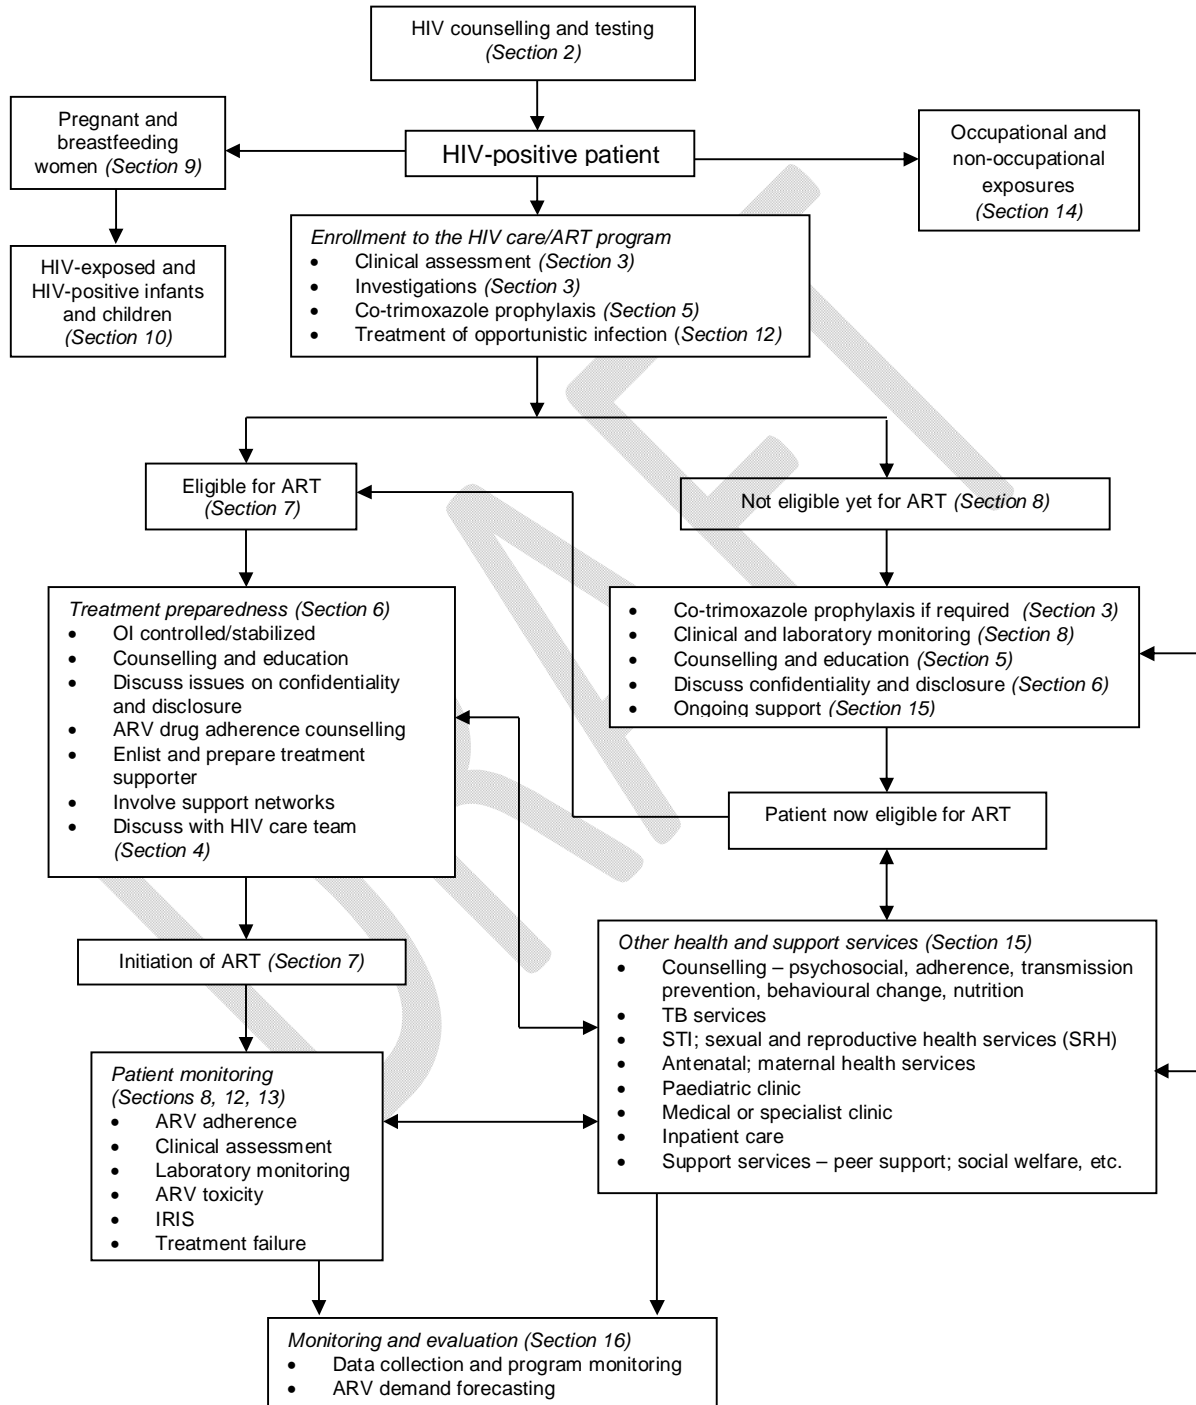 HIV counselling and testing
(Section 2)
Pregnant and
breastfeeding
women (Section 9)
HIV-positive patient
Occupational and
non-occupational
exposures
(Section 14)
HIV-exposed and
HIV-positive infants
and children
(Section 10)
Enrollment to the HIV care/ART program
• Clinical assessment (Section 3)
• Investigations (Section 3)
• Co-trimoxazole prophylaxis (Section 5)
• Treatment of opportunistic infection (Section 12)
Eligible for ART
(Section 7)
Not eligible yet for ART (Section 8)
Treatment preparedness (Section 6)
• OI controlled/stabilized
• Counselling and education
• Discuss issues on confidentiality
and disclosure
• ARV drug adherence counselling
• Enlist and prepare treatment
supporter
• Involve support networks
• Discuss with HIV care team
(Section 4)
• Co-trimoxazole prophylaxis if required (Section 3)
• Clinical and laboratory monitoring (Section 8)
• Counselling and education (Section 5)
• Discuss confidentiality and disclosure (Section 6)
• Ongoing support (Section 15)
Patient now eligible for ART
Initiation of ART (Section 7)
Other health and support services (Section 15)
• Counselling – psychosocial, adherence, transmission
prevention, behavioural change, nutrition
• TB services
• STI; sexual and reproductive health services (SRH)
• Antenatal; maternal health services
• Paediatric clinic
• Medical or specialist clinic
• Inpatient care
• Support services – peer support; social welfare, etc.
Patient monitoring
(Sections 8, 12, 13)
• ARV adherence
• Clinical assessment
• Laboratory monitoring
• ARV toxicity
• IRIS
• Treatment failure
Monitoring and evaluation (Section 16)
• Data collection and program monitoring
• ARV demand forecasting
DRAFT